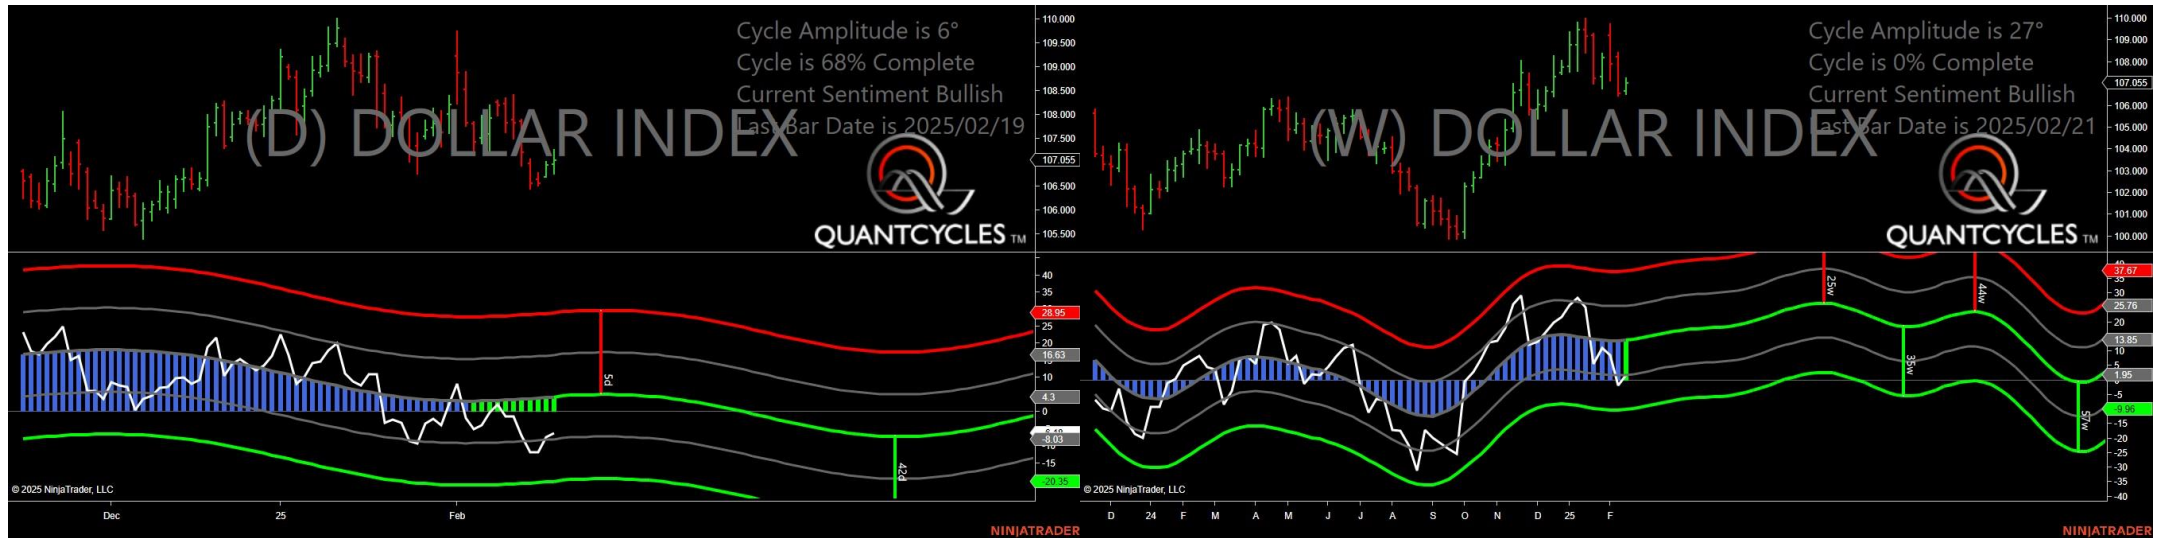 Cycle Amplitude is 6°
Cycle is 68% Complete
Current Sentiment Bullish
Last Bar Date is 2025/02/19
(D) DOLLAR INDEX
QUANTCYCLES TM
110.000
109.500
109.000
108.500
108.000
107.500
107.055
106.500
106.000
105.500
40
35
30
28.95
25
20
16.63
15
10
4.3
0
-8.03
-15
-20.35
5d
42d
© 2025 NinjaTrader, LLC
Dec
25
Feb
NINJATRADER
Cycle Amplitude is 27°
Cycle is 0% Complete
Current Sentiment Bullish
Last Bar Date is 2025/02/21
(W) DOLLAR INDEX
QUANTCYCLES TM
110.000
109.000
108.000
107.055
106.000
105.000
104.000
103.000
102.000
101.000
100.000
40
37.67
35
30
25.76
20
13.85
10
1.95
-5
-9.96
-15
-20
-25
-30
-35
-40
25w
35w
44w
57w
© 2025 NinjaTrader, LLC
D 24 F M A M J J A S O N D 25 F
NINJATRADER